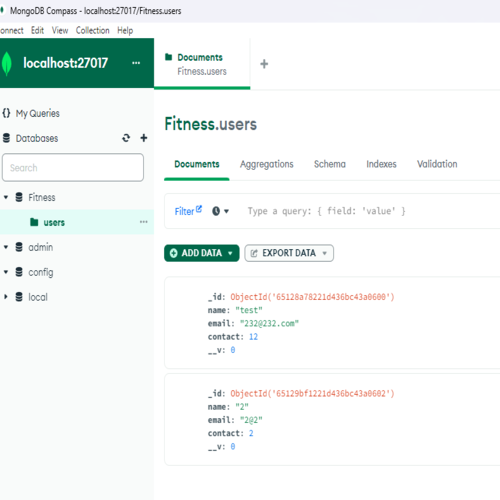 MongoDB Compass - localhost:27017/Fitness.users
onnect Edit View Collection Help
localhost:27017 ...
Documents
Fitness.users
+
{} My Queries
Databases
Search
Fitness
users ...
admin
config
local
Fitness.users
Documents Aggregations Schema Indexes Validation
Filter Type a query: { field: 'value' }
ADD DATA EXPORT DATA
_id: ObjectId('65128a78221d436bc43a0600')
name: "test"
email: "232@232.com"
contact: 12
__v: 0
_id: ObjectId('65129bf1221d436bc43a0602')
name: "2"
email: "2@2"
contact: 2
__v: 0